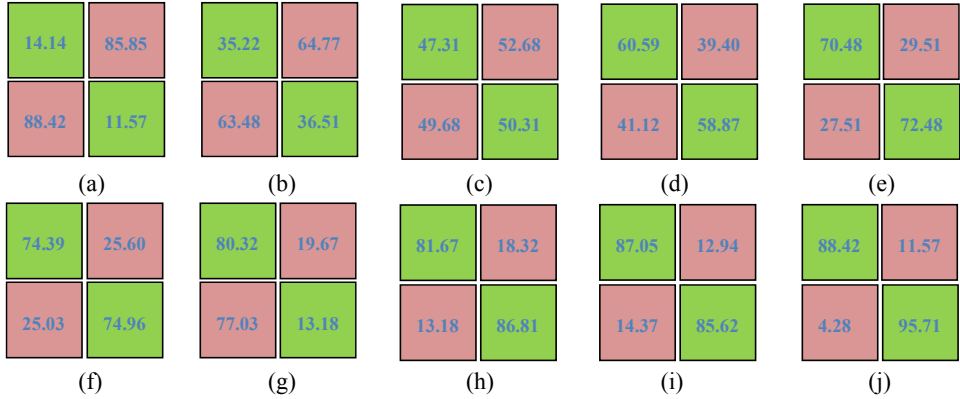 14.14 85.85 35.22 64.77 47.31 52.68 60.59 39.40 70.48 29.51
88.42 11.57 63.48 36.51 49.68 50.31 41.12 58.87 27.51 72.48
(a) (b) (c) (d) (e)
74.39 25.60 80.32 19.67 81.67 18.32 87.05 12.94 88.42 11.57
25.03 74.96 77.03 13.18 13.18 86.81 14.37 85.62 4.28 95.71
(f) (g) (h) (i) (j)